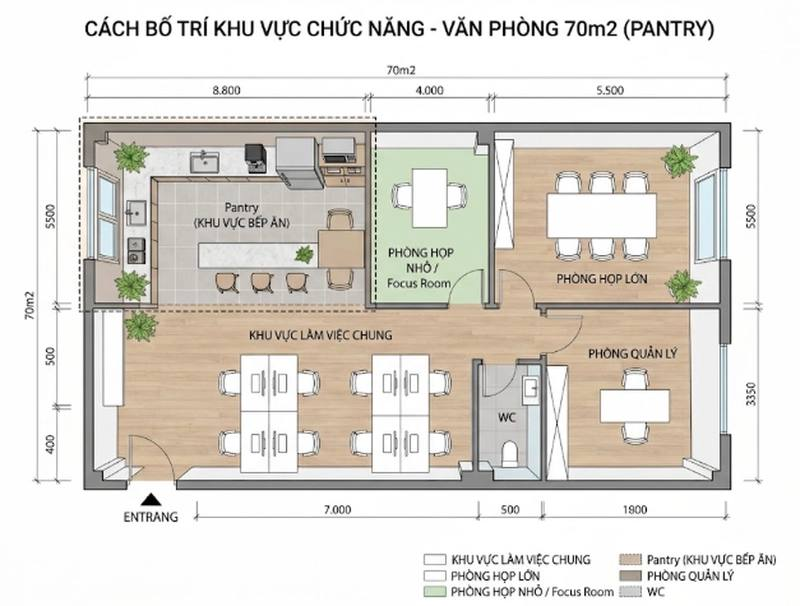 CÁCH BỐ TRÍ KHU VỰC CHỨC NĂNG - VĂN PHÒNG 70m2 (PANTRY)
70m2
8.800
4.000
5.500
5500
5500
Pantry
(KHU VỰC BẾP ĂN)
PHÒNG HỌP
NHỎ /
Focus Room
PHÒNG HỌP LỚN
70m2
KHU VỰC LÀM VIỆC CHUNG
PHÒNG QUẢN LÝ
500
3350
WC
400
ENTRANG
7.000
500
1800
KHU VỰC LÀM VIỆC CHUNG
PHÒNG HỌP LỚN
PHÒNG HỌP NHỎ / Focus Room
Pantry (KHU VỰC BẾP ĂN)
PHÒNG QUẢN LÝ
WC